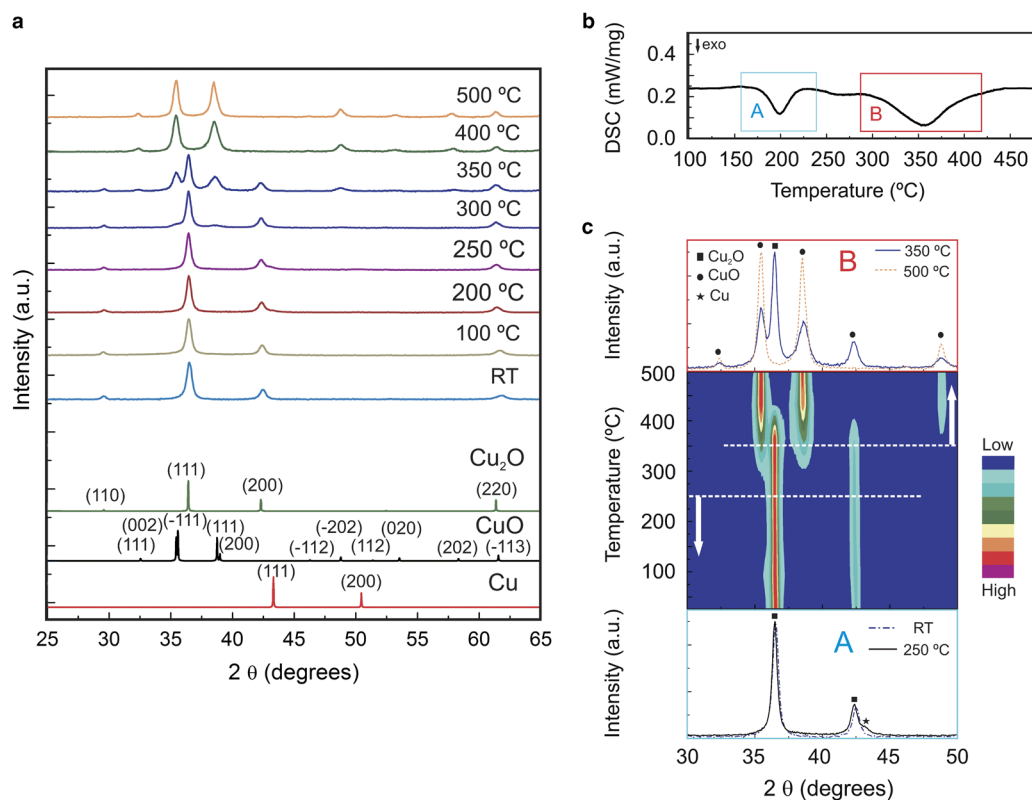 a
500 ºC
400 ºC
350 ºC
300 ºC
250 ºC
200 ºC
100 ºC
RT
Cu₂O
(111)
(110)
(200)
(220)
CuO
(002)
(-111)
(111)
(-202)
(020)
(111)
(200)
(-112)
(112)
(202)
(-113)
Cu
(111)
(200)
25 30 35 40 45 50 55 60 65
2 θ (degrees)
Intensity (a.u.)
b
exo
A
B
0.4
0.2
0.0
DSC (mW/mg)
100 150 200 250 300 350 400 450
Temperature (ºC)
c
Cu₂O
CuO
Cu
B
350 ºC
500 ºC
Intensity (a.u.)
500
400
300
200
100
Temperature (ºC)
Low
High
A
RT
250 ºC
Intensity (a.u.)
30 35 40 45 50
2 θ (degrees)